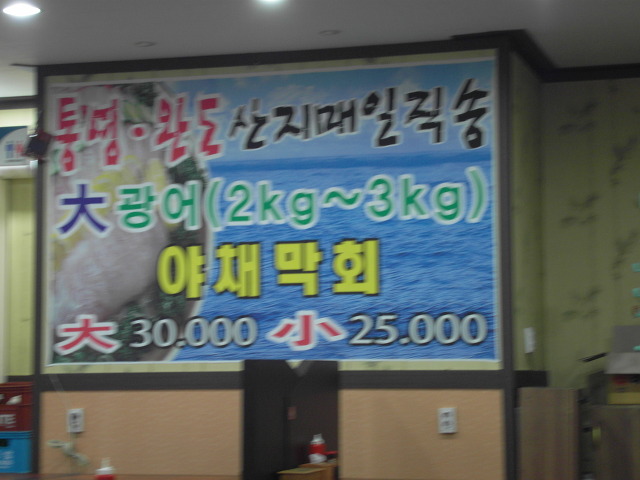 통영·완도 산지매일직송
大광어(2kg~3kg)
야채막회
大 30.000 小 25.000